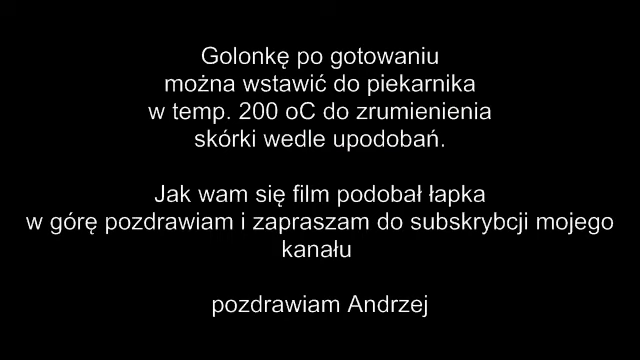 Golonkę po gotowaniu
można wstawić do piekarnika
w temp. 200 oC do zrumienienia
skórki wedle upodobań.
Jak wam się film podobał łapka
w górę pozdrawiam i zapraszam do subskrybcji mojego
kanału
pozdrawiam Andrzej